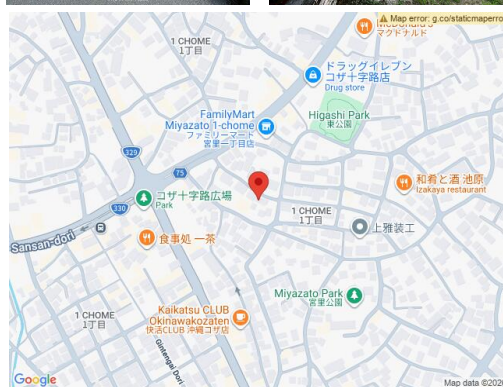 Map error: g.co/staticmaperro
McDonald's
マクドナルド
1 CHOME
1丁目
ドラッグイレブン
コザ十字路店
Drug store
FamilyMart
Miyazato 1-chome
ファミリーマート
宮里一丁目店
Higashi Park
東公園
329
75
330
コザ十字路広場
Park
和肴と酒 池原
Izakaya restaurant
1 CHOME
1丁目
上雅装工
Sansan-dori
食事処 一茶
Miyazato Park
宮里公園
Kaikatsu CLUB
Okinawakozaten
快活CLUB 沖縄コザ店
1 CHOME
1丁目
Gintengai Dori
Google
Map data ©202